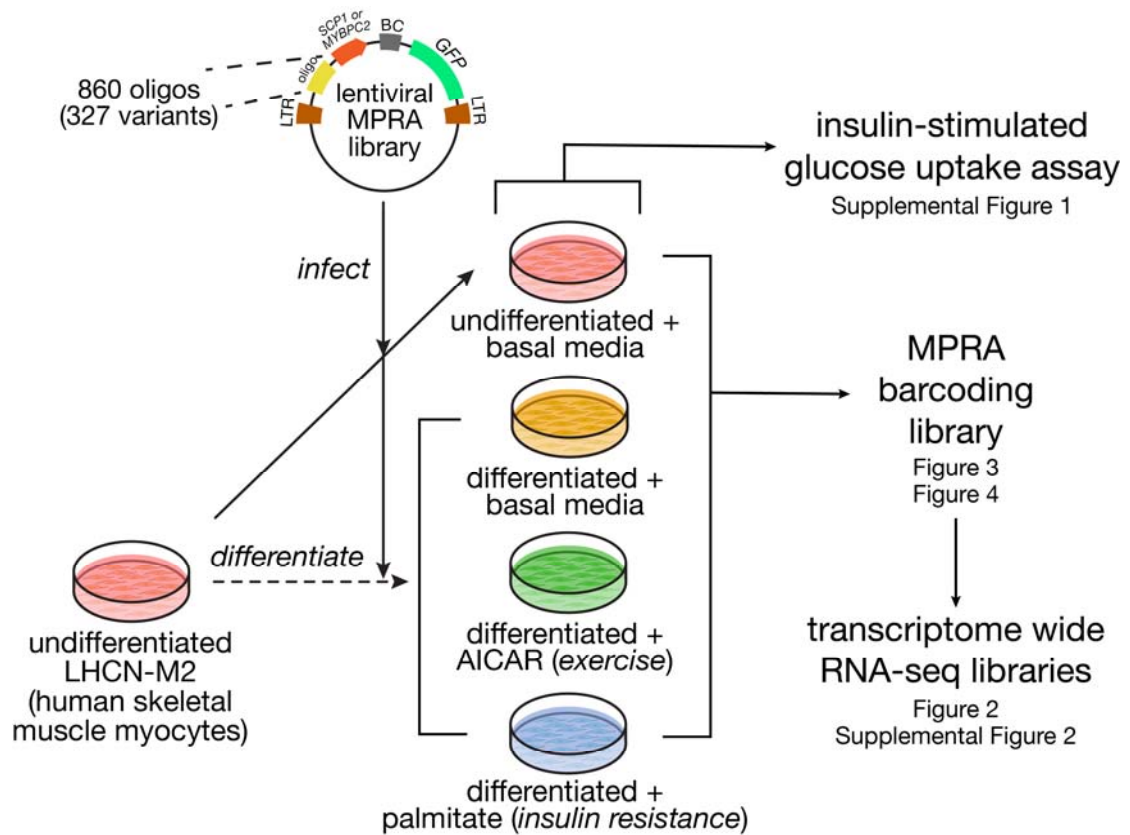 SCP1 or
MYBPC2
BC
GFP
oligo
LTR
LTR
860 oligos
(327 variants)
lentiviral
MPRA
library
insulin-stimulated
glucose uptake assay
Supplemental Figure 1
infect
undifferentiated +
basal media
MPRA
barcoding
library
Figure 3
Figure 4
differentiated +
basal media
differentiate
undifferentiated
LHCN-M2
(human skeletal
muscle myocytes)
differentiated +
AICAR (exercise)
transcriptome wide
RNA-seq libraries
Figure 2
Supplemental Figure 2
differentiated +
palmitate (insulin resistance)